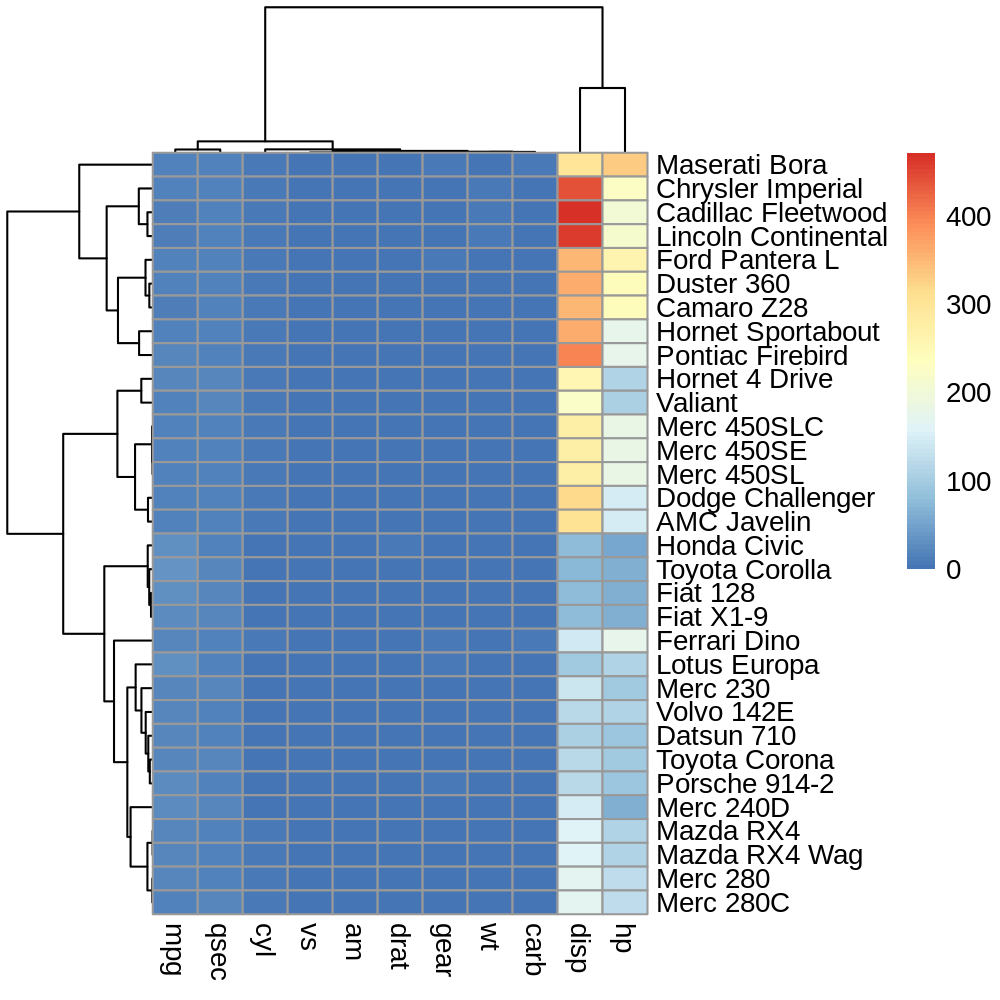 Maserati Bora
Chrysler Imperial
Cadillac Fleetwood
Lincoln Continental
Ford Pantera L
Duster 360
Camaro Z28
Hornet Sportabout
Pontiac Firebird
Hornet 4 Drive
Valiant
Merc 450SLC
Merc 450SE
Merc 450SL
Dodge Challenger
AMC Javelin
Honda Civic
Toyota Corolla
Fiat 128
Fiat X1-9
Ferrari Dino
Lotus Europa
Merc 230
Volvo 142E
Datsun 710
Toyota Corona
Porsche 914-2
Merc 240D
Mazda RX4
Mazda RX4 Wag
Merc 280
Merc 280C
400
300
200
100
0
mpg
qsec
cyl
vs
am
drat
gear
wt
carb
disp
hp